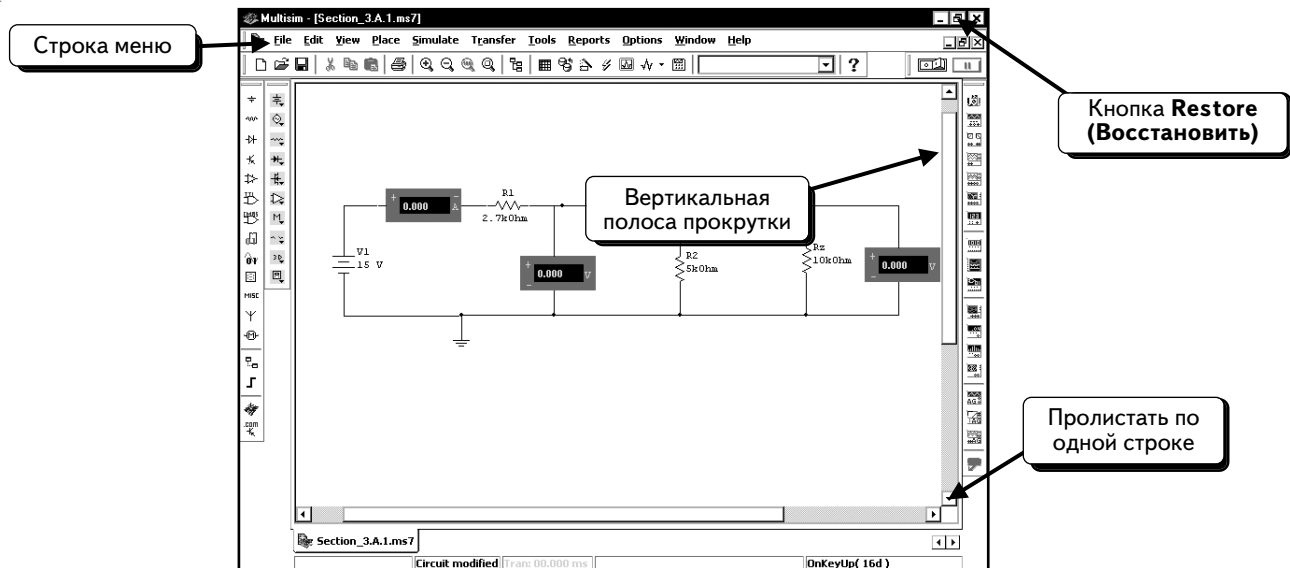 Multisim - [Section_3.A.1.ms7]
Строка меню
File Edit View Place Simulate Transfer Tools Reports Options Window Help
Кнопка Restore
(Восстановить)
Вертикальная
полоса прокрутки
0.000 A
R1
2.7kOhm
V1
15 V
0.000 V
R2
5kOhm
Rz
10kOhm
0.000 V
MISC
.com
Пролистать по
одной строке
Section_3.A.1.ms7
Circuit modified Tran: 00.000 ms OnKeyUp( 16d )